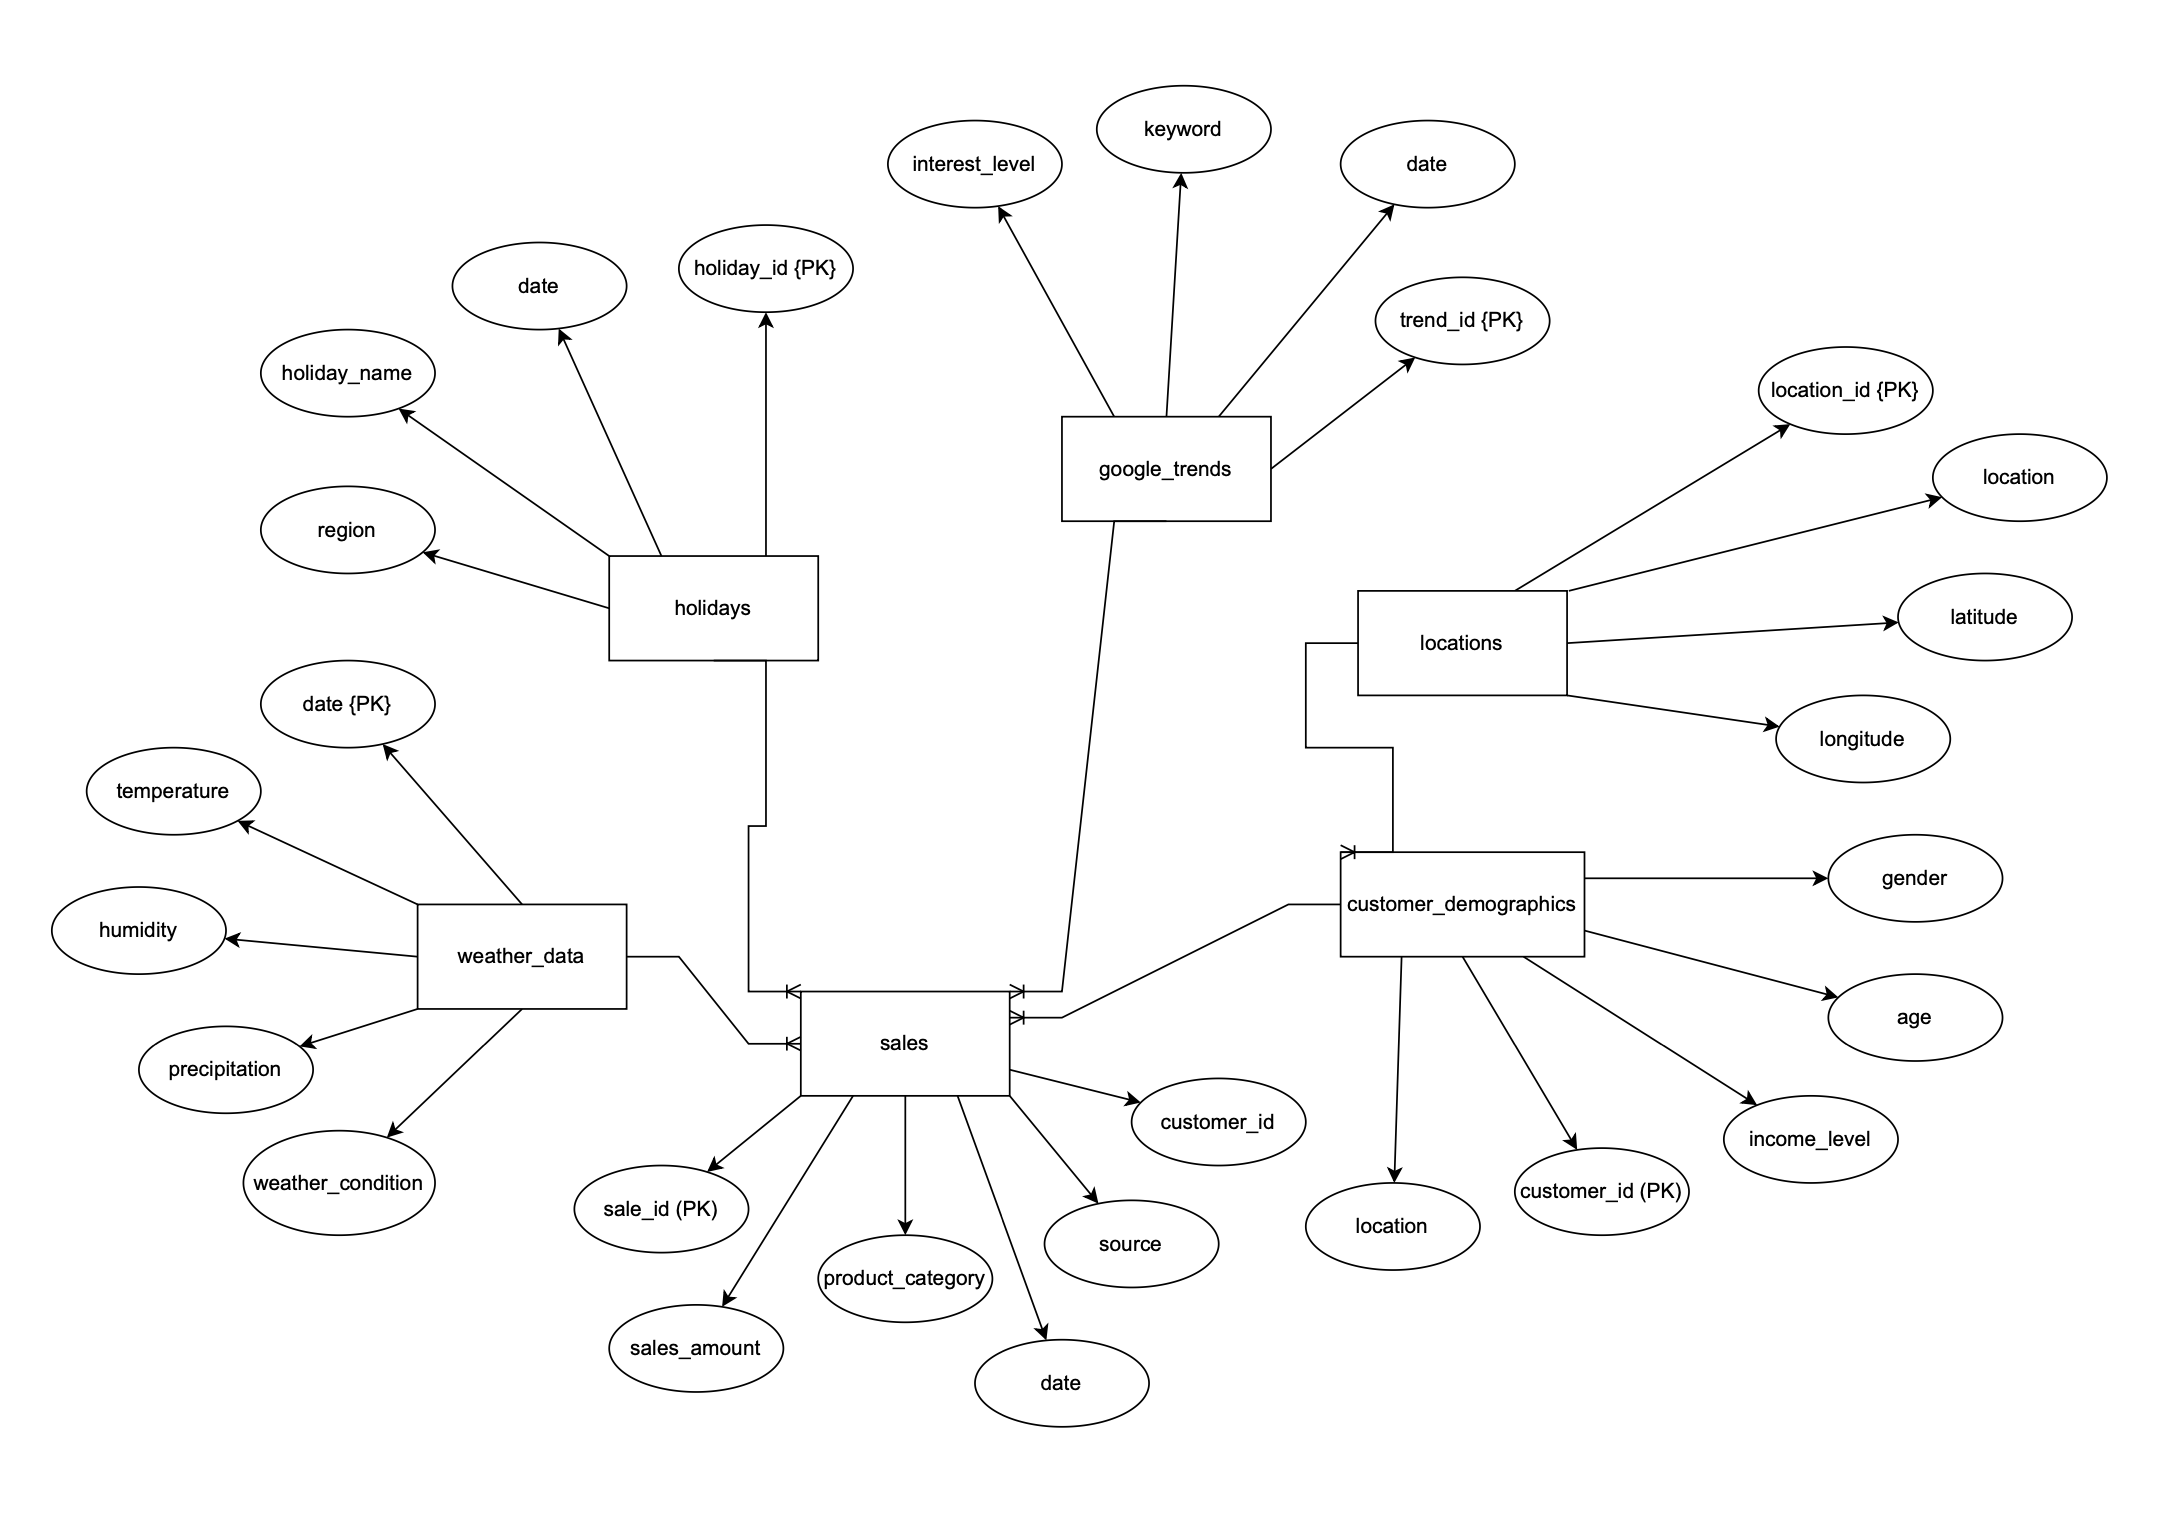 keyword
interest_level
date
holiday_id {PK}
date
trend_id {PK}
holiday_name
location_id {PK}
google_trends
location
region
holidays
latitude
locations
date {PK}
longitude
temperature
gender
customer_demographics
humidity
weather_data
age
sales
precipitation
customer_id
income_level
weather_condition
customer_id (PK)
sale_id (PK)
location
source
product_category
sales_amount
date